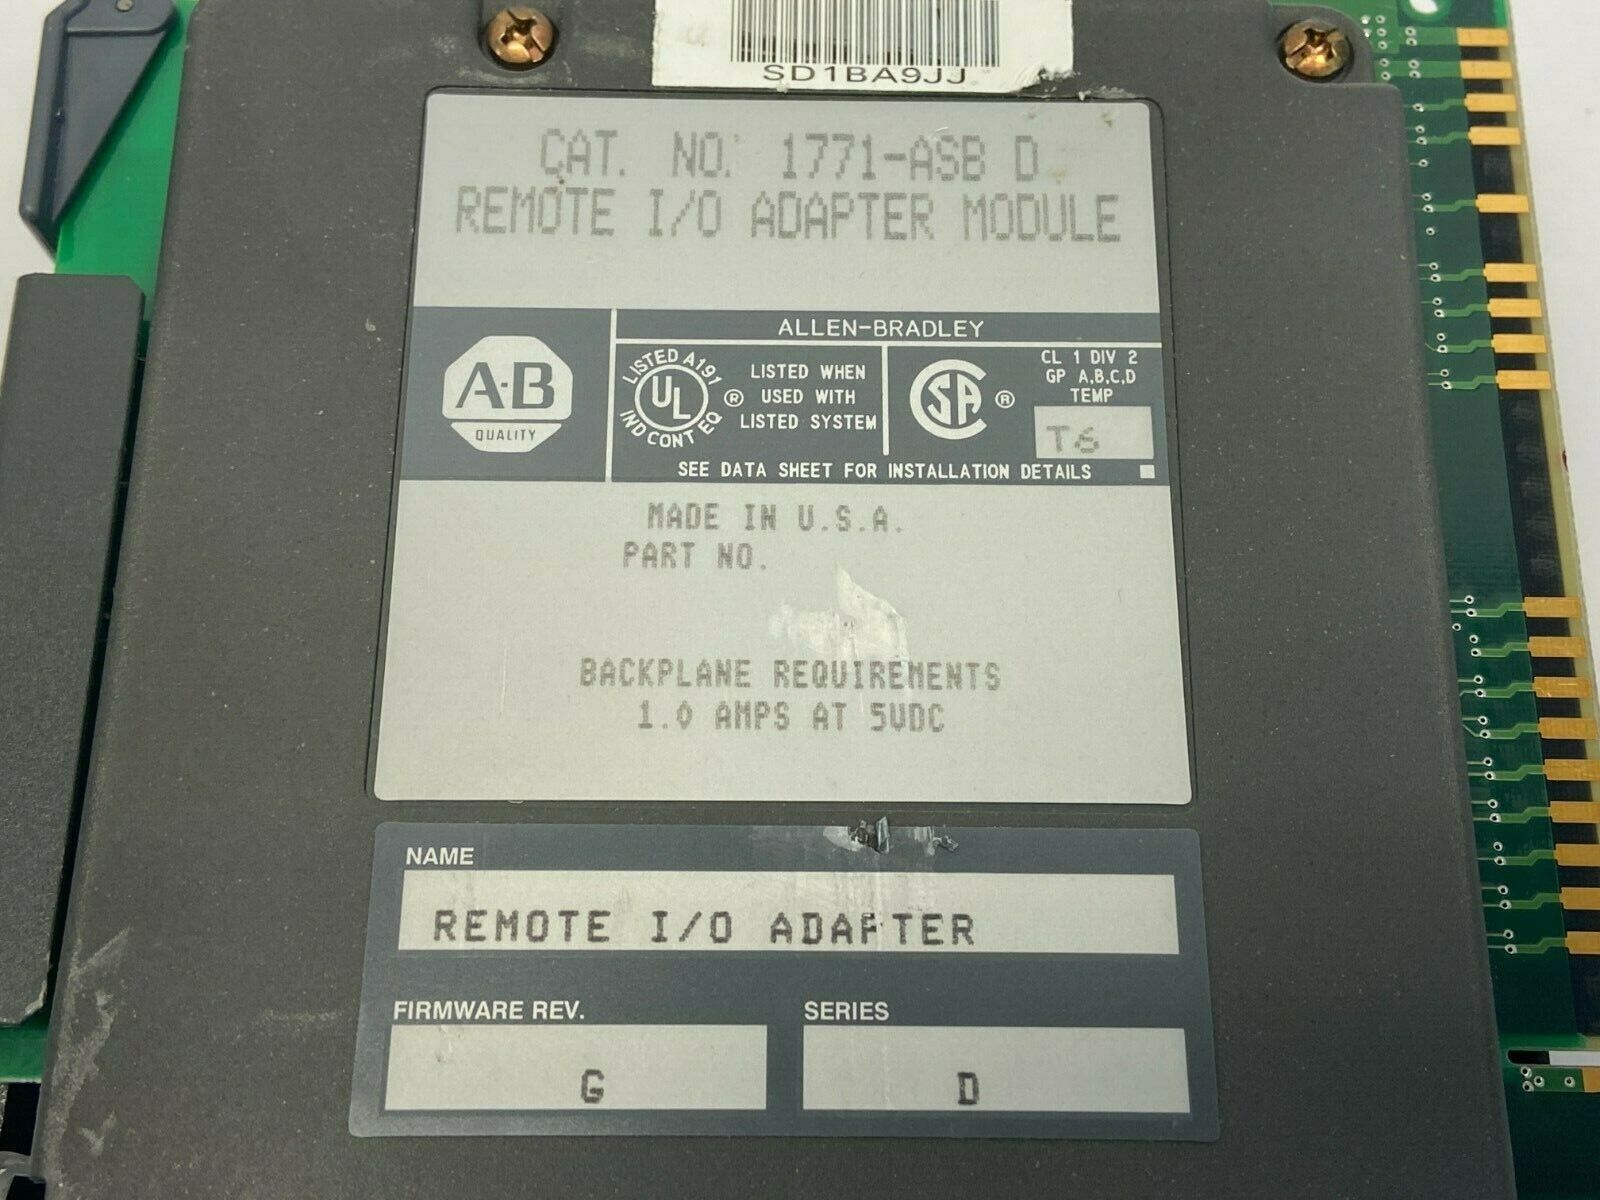 SD1BA9JJ
CAT. NO. 1771-ASB D
REMOTE I/O ADAPTER MODULE
ALLEN-BRADLEY
A-B
QUALITY
LISTED A191
UL
IND CONT EQ
®
LISTED WHEN
USED WITH
LISTED SYSTEM
CSA
®
CL 1 DIV 2
GP A,B,C,D
TEMP
T6
SEE DATA SHEET FOR INSTALLATION DETAILS
MADE IN U.S.A.
PART NO.
BACKPLANE REQUIREMENTS
1.0 AMPS AT 5VDC
NAME
REMOTE I/O ADAPTER
FIRMWARE REV.
G
SERIES
D